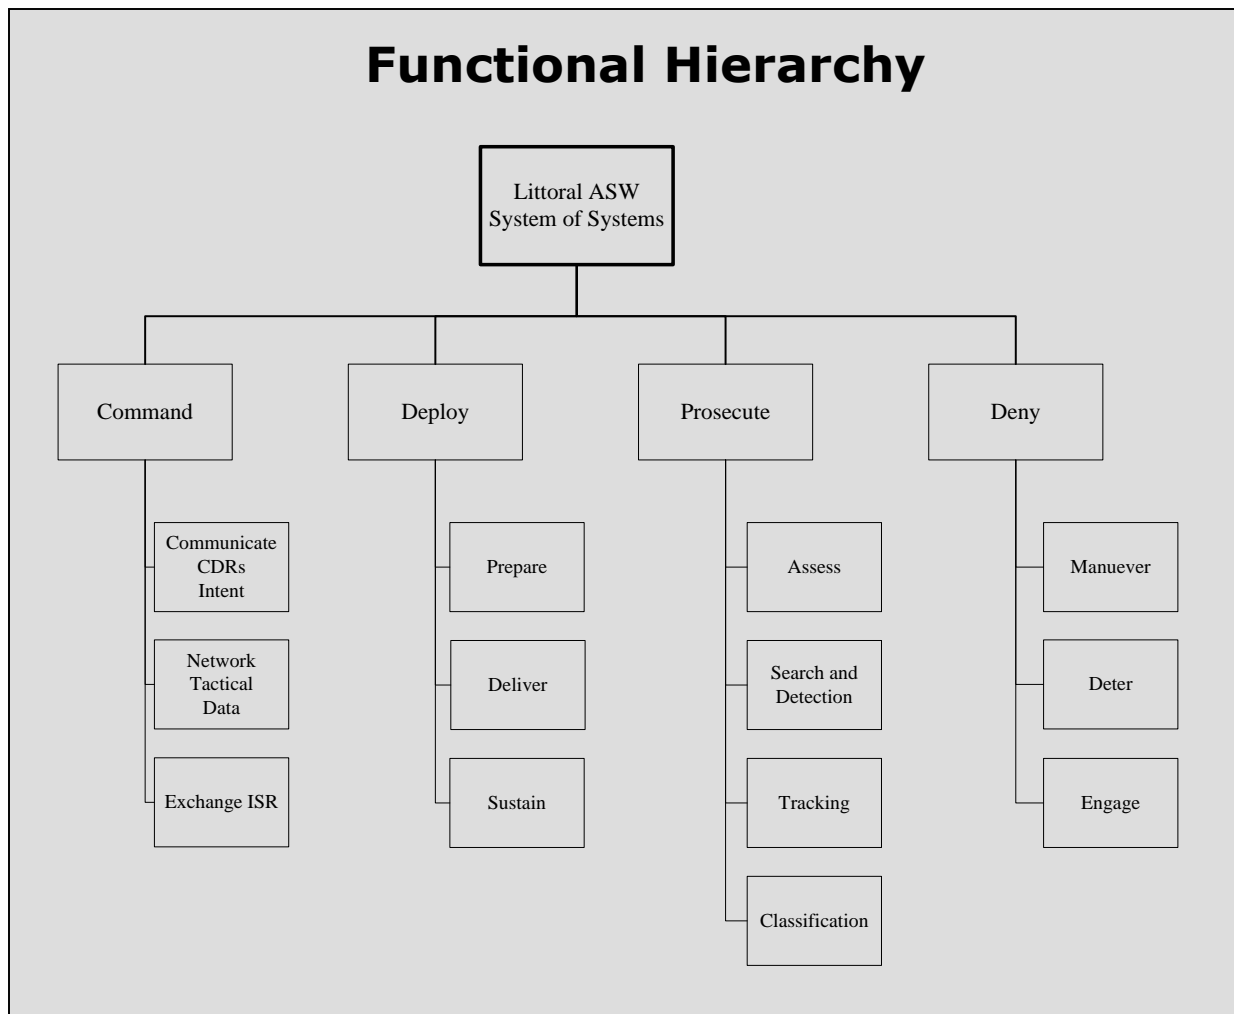 Functional Hierarchy
Littoral ASW
System of Systems
Command
Deploy
Prosecute
Deny
Communicate
CDRs
Intent
Prepare
Assess
Manuever
Network
Tactical
Data
Deliver
Search and
Detection
Deter
Exchange ISR
Sustain
Tracking
Engage
Classification